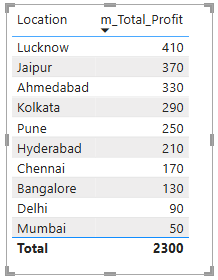 Location m_Total_Profit
Lucknow 410
Jaipur 370
Ahmedabad 330
Kolkata 290
Pune 250
Hyderabad 210
Chennai 170
Bangalore 130
Delhi 90
Mumbai 50
Total 2300